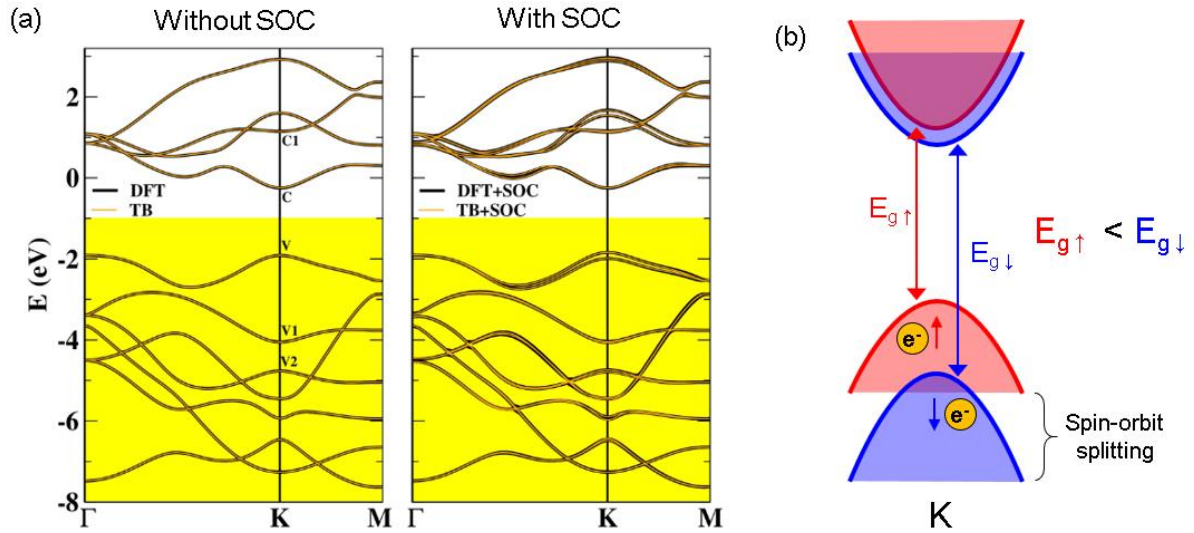 (a)
Without SOC
With SOC
E (eV)
2
0
-2
-4
-6
-8
C1
C
DFT
TB
V
V1
V2
Γ
K
M
DFT+SOC
TB+SOC
Γ
K
M
(b)
E g↑
E g↓
E g↑ < E g↓
e-
e-
Spin-orbit
splitting
K